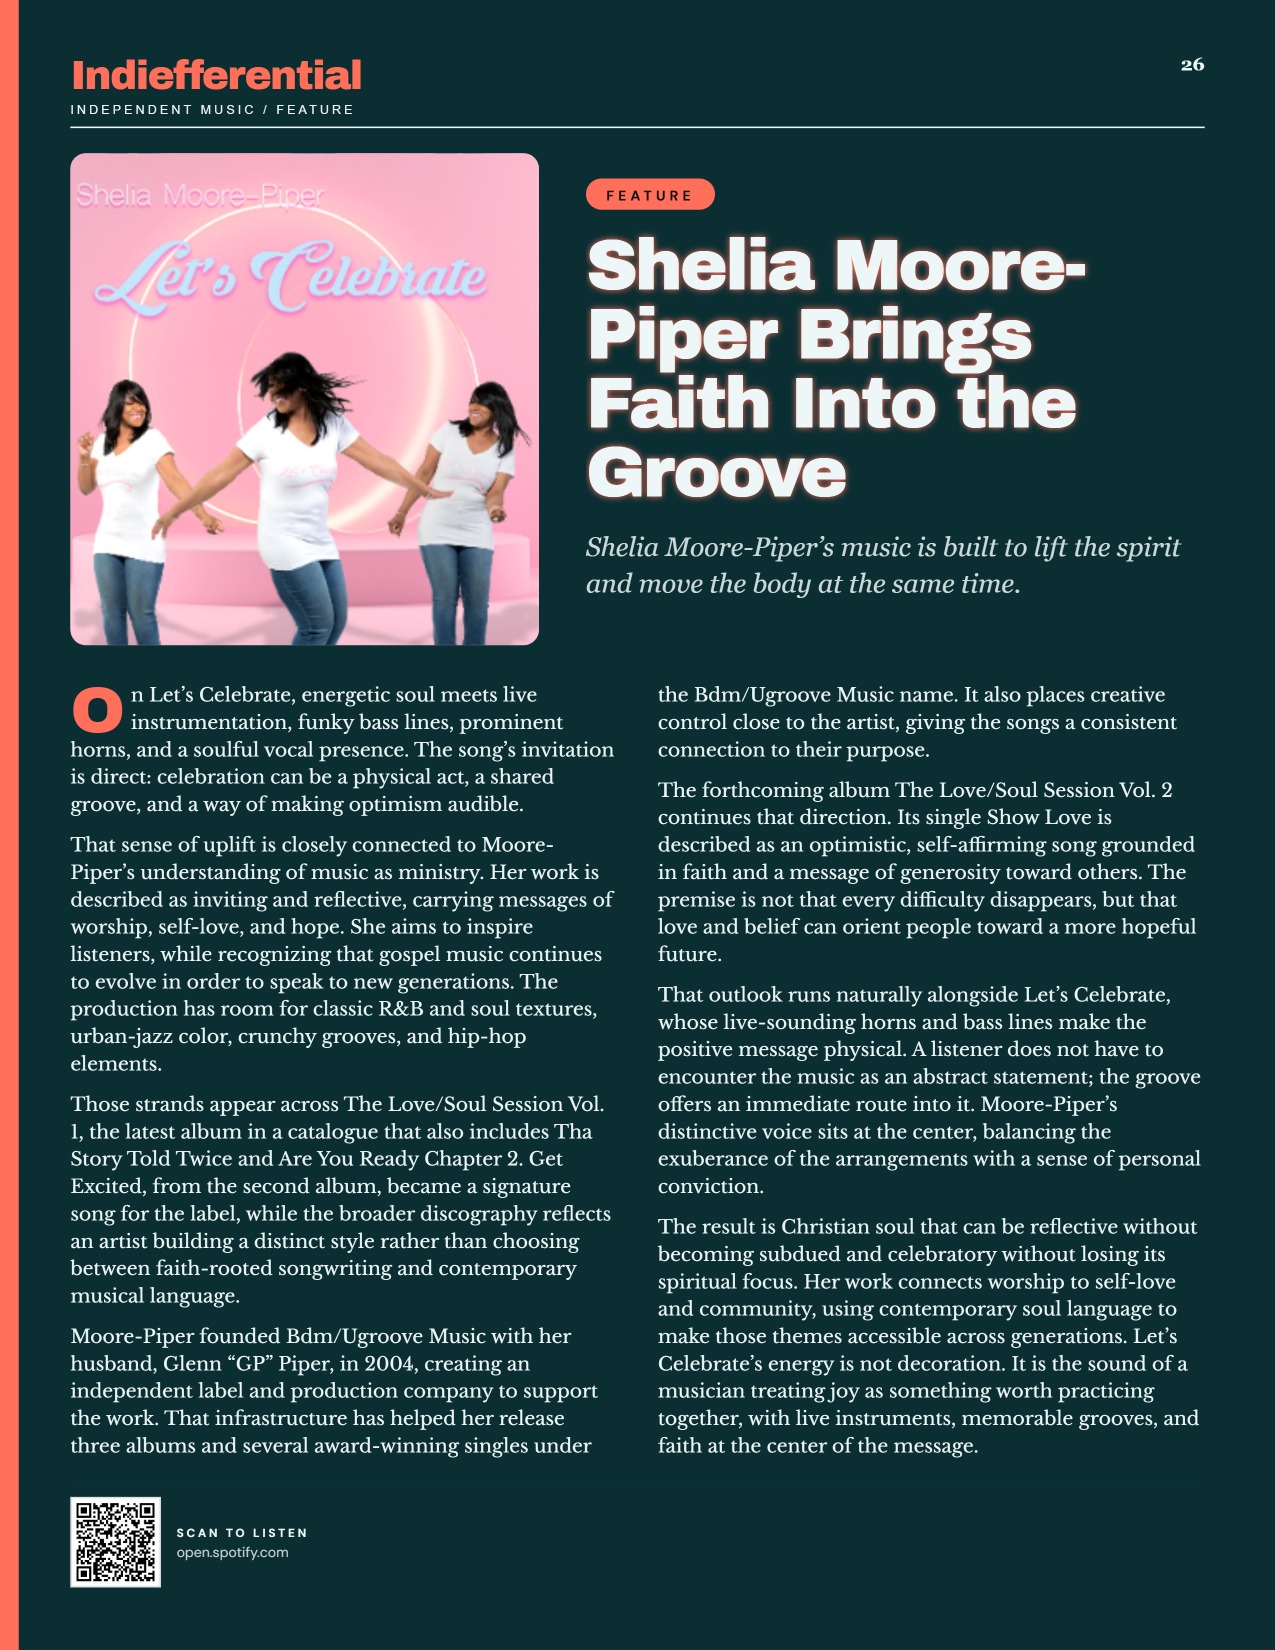 Indiefferential
INDEPENDENT MUSIC / FEATURE
26
Shelia Moore-Piper
Let's Celebrate
FEATURE
Shelia Moore-
Piper Brings
Faith Into the
Groove
Shelia Moore-Piper’s music is built to lift the spirit
and move the body at the same time.
On Let’s Celebrate, energetic soul meets live
instrumentation, funky bass lines, prominent
horns, and a soulful vocal presence. The song’s invitation
is direct: celebration can be a physical act, a shared
groove, and a way of making optimism audible.
That sense of uplift is closely connected to Moore-
Piper’s understanding of music as ministry. Her work is
described as inviting and reflective, carrying messages of
worship, self-love, and hope. She aims to inspire
listeners, while recognizing that gospel music continues
to evolve in order to speak to new generations. The
production has room for classic R&B and soul textures,
urban-jazz color, crunchy grooves, and hip-hop
elements.
Those strands appear across The Love/Soul Session Vol.
1, the latest album in a catalogue that also includes Tha
Story Told Twice and Are You Ready Chapter 2. Get
Excited, from the second album, became a signature
song for the label, while the broader discography reflects
an artist building a distinct style rather than choosing
between faith-rooted songwriting and contemporary
musical language.
Moore-Piper founded Bdm/Ugroove Music with her
husband, Glenn “GP” Piper, in 2004, creating an
independent label and production company to support
the work. That infrastructure has helped her release
three albums and several award-winning singles under
the Bdm/Ugroove Music name. It also places creative
control close to the artist, giving the songs a consistent
connection to their purpose.
The forthcoming album The Love/Soul Session Vol. 2
continues that direction. Its single Show Love is
described as an optimistic, self-affirming song grounded
in faith and a message of generosity toward others. The
premise is not that every difficulty disappears, but that
love and belief can orient people toward a more hopeful
future.
That outlook runs naturally alongside Let’s Celebrate,
whose live-sounding horns and bass lines make the
positive message physical. A listener does not have to
encounter the music as an abstract statement; the groove
offers an immediate route into it. Moore-Piper’s
distinctive voice sits at the center, balancing the
exuberance of the arrangements with a sense of personal
conviction.
The result is Christian soul that can be reflective without
becoming subdued and celebratory without losing its
spiritual focus. Her work connects worship to self-love
and community, using contemporary soul language to
make those themes accessible across generations. Let’s
Celebrate’s energy is not decoration. It is the sound of a
musician treating joy as something worth practicing
together, with live instruments, memorable grooves, and
faith at the center of the message.
SCAN TO LISTEN
open.spotify.com